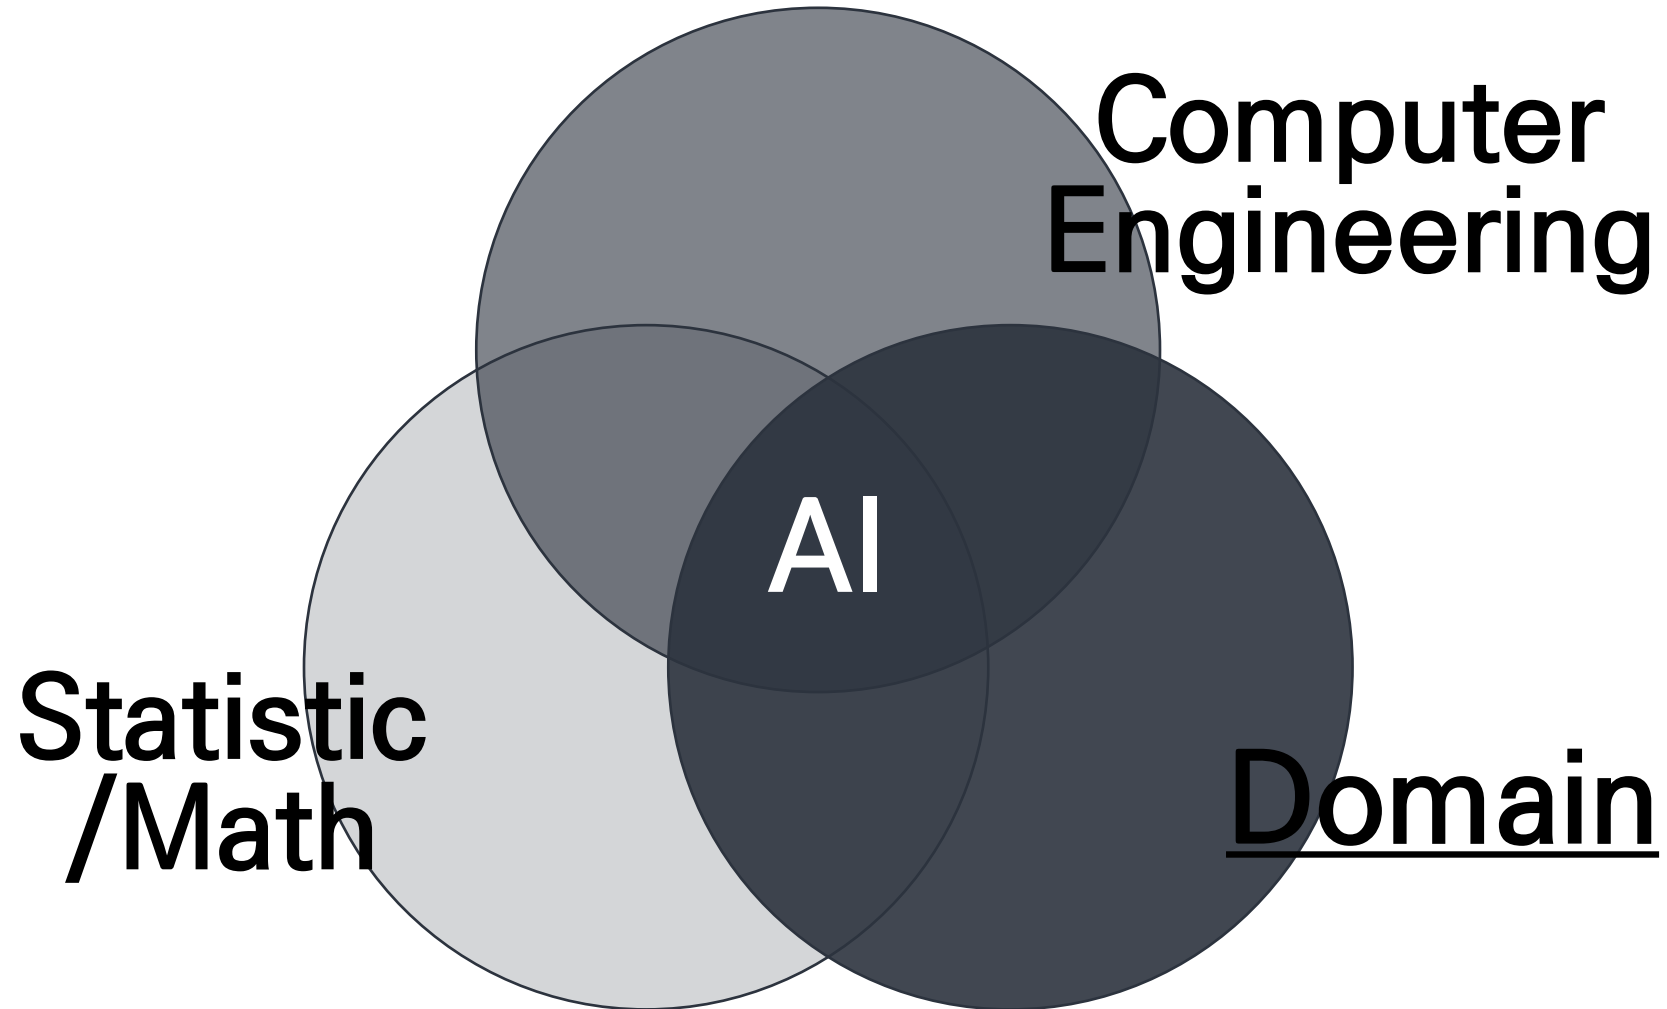 Computer
Engineering
AI
Statistic
/Math
Domain